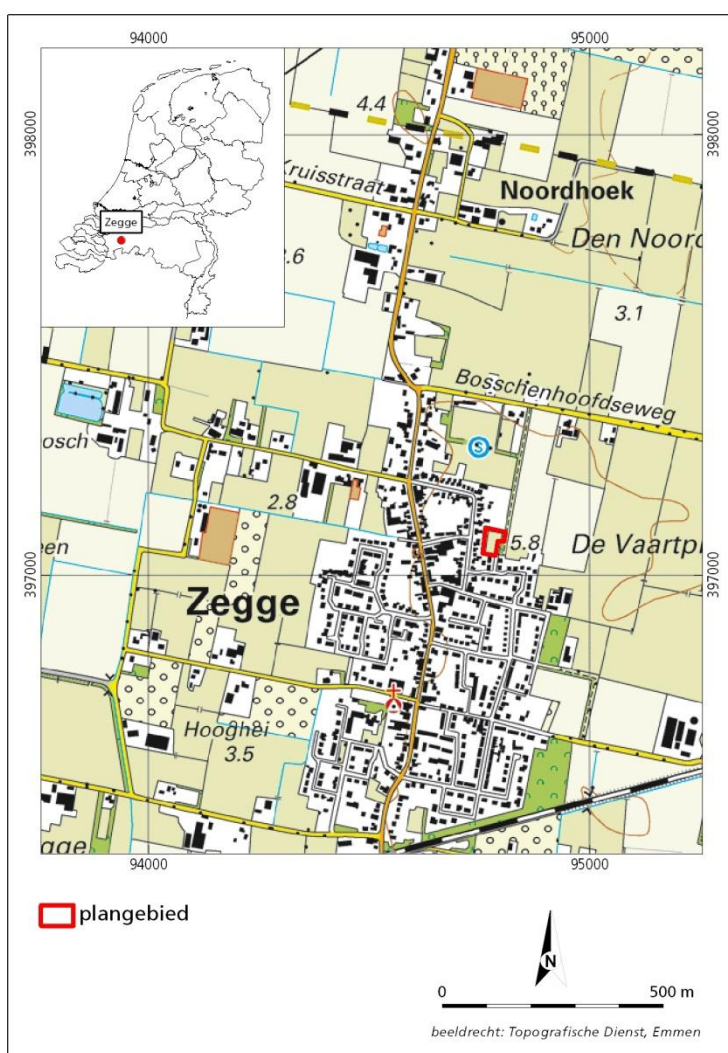 94000
95000
398000
398000
4.4
Kruisstraat
Noordhoek
Zegge
Den Noord
2.6
3.1
Bosschenhoofdseweg
osch
S
2.8
5.8
De Vaartpl
een
397000
397000
Zegge
Hooghei
3.5
gge
94000
95000
plangebied
N
0
500 m
beeldrecht: Topografische Dienst, Emmen